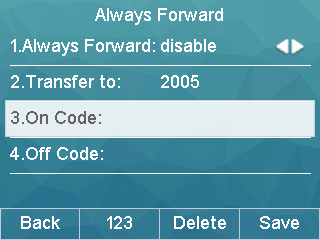 Always Forward
1.Always Forward: disable
2.Transfer to: 2005
3.On Code:
4.Off Code:
Back 123 Delete Save